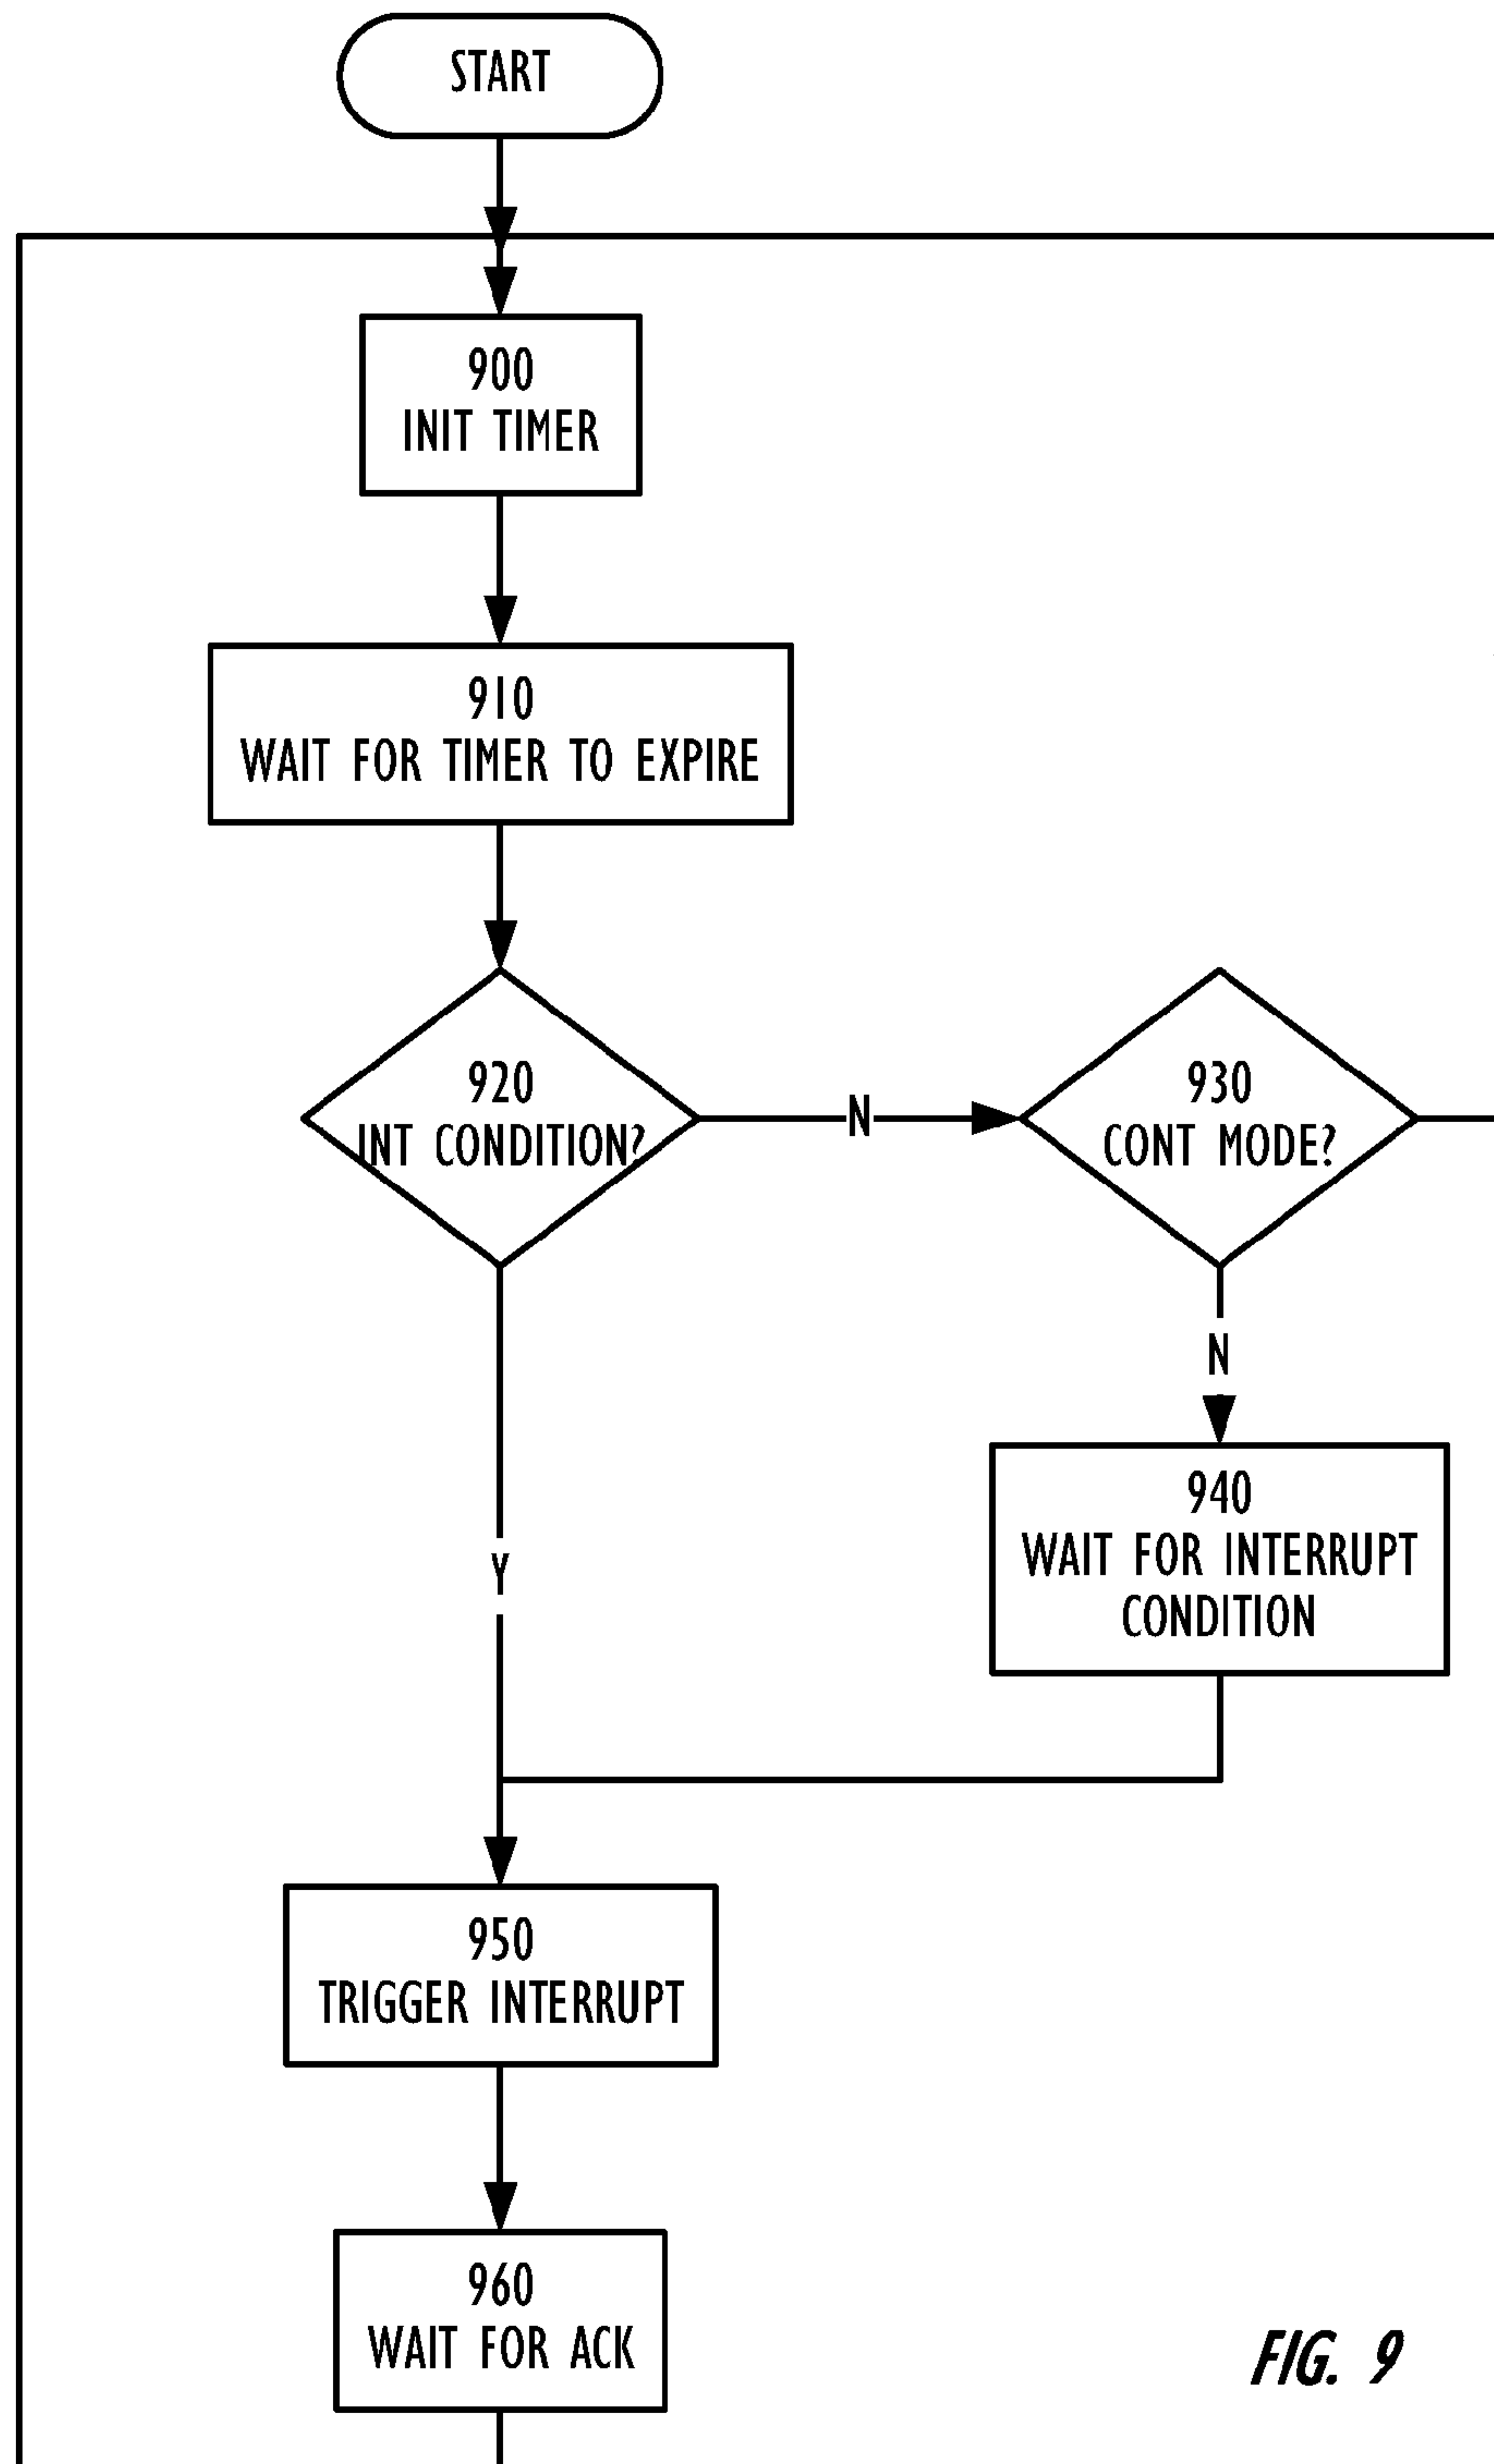 START
900
INIT TIMER
910
WAIT FOR TIMER TO EXPIRE
920
INT CONDITION?
N
930
CONT MODE?
N
940
WAIT FOR INTERRUPT
CONDITION
Y
950
TRIGGER INTERRUPT
960
WAIT FOR ACK
FIG. 9